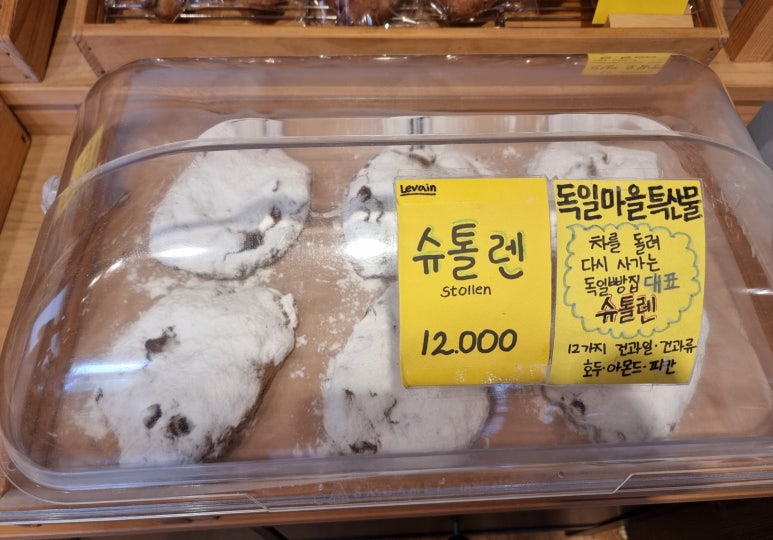 Levain
슈톨렌
Stollen
12.000
독일마을특산물
차를 돌려
다시 사가는
독일빵집 대표
슈톨렌
12가지 건과일·건과류
호두·아몬드·피칸